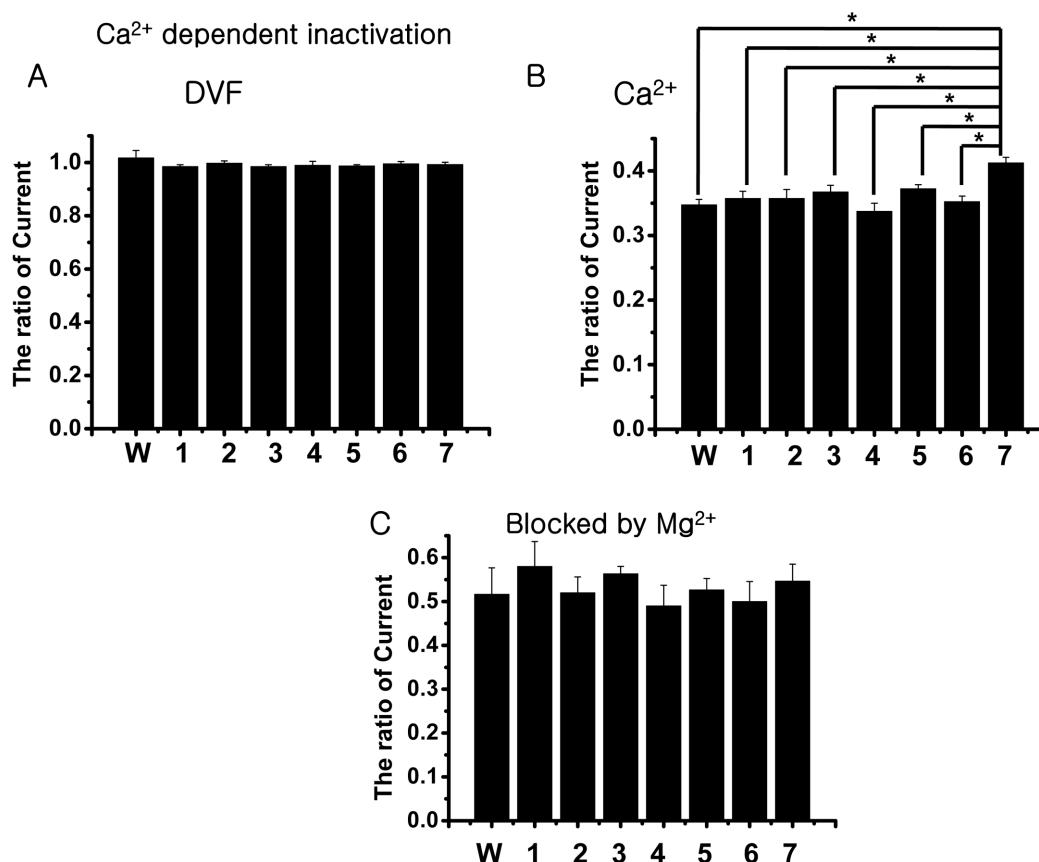 Ca²⁺ dependent inactivation
A
DVF
The ratio of Current
1.0
0.8
0.6
0.4
0.2
0.0
W 1 2 3 4 5 6 7
B
Ca²⁺
*
*
*
*
*
*
*
The ratio of Current
0.4
0.3
0.2
0.1
0.0
W 1 2 3 4 5 6 7
C
Blocked by Mg²⁺
The ratio of Current
0.6
0.5
0.4
0.3
0.2
0.1
0.0
W 1 2 3 4 5 6 7